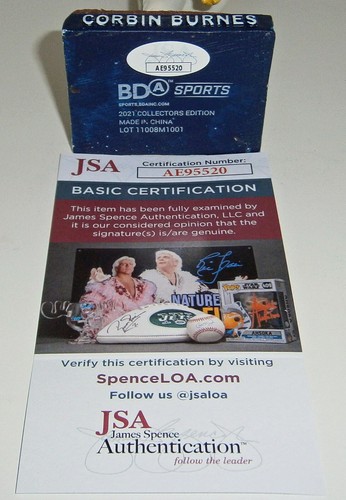 CORBIN BURNES
AE95520
BDA SPORTS
SPORTS.BDAINC.COM
2021 COLLECTORS EDITION
MADE IN CHINA
LOT 11008M1001
JSA Certification Number:
AE95520
BASIC CERTIFICATION
This item has been fully examined by
James Spence Authentication, LLC and
it is our considered opinion that the
signature(s) is/are genuine.
NATURE
JETS
AHSOKA
Verify this certification by visiting
SpenceLOA.com
Follow us @jsaloa
JSA
James Spence
Authentication™
follow the leader